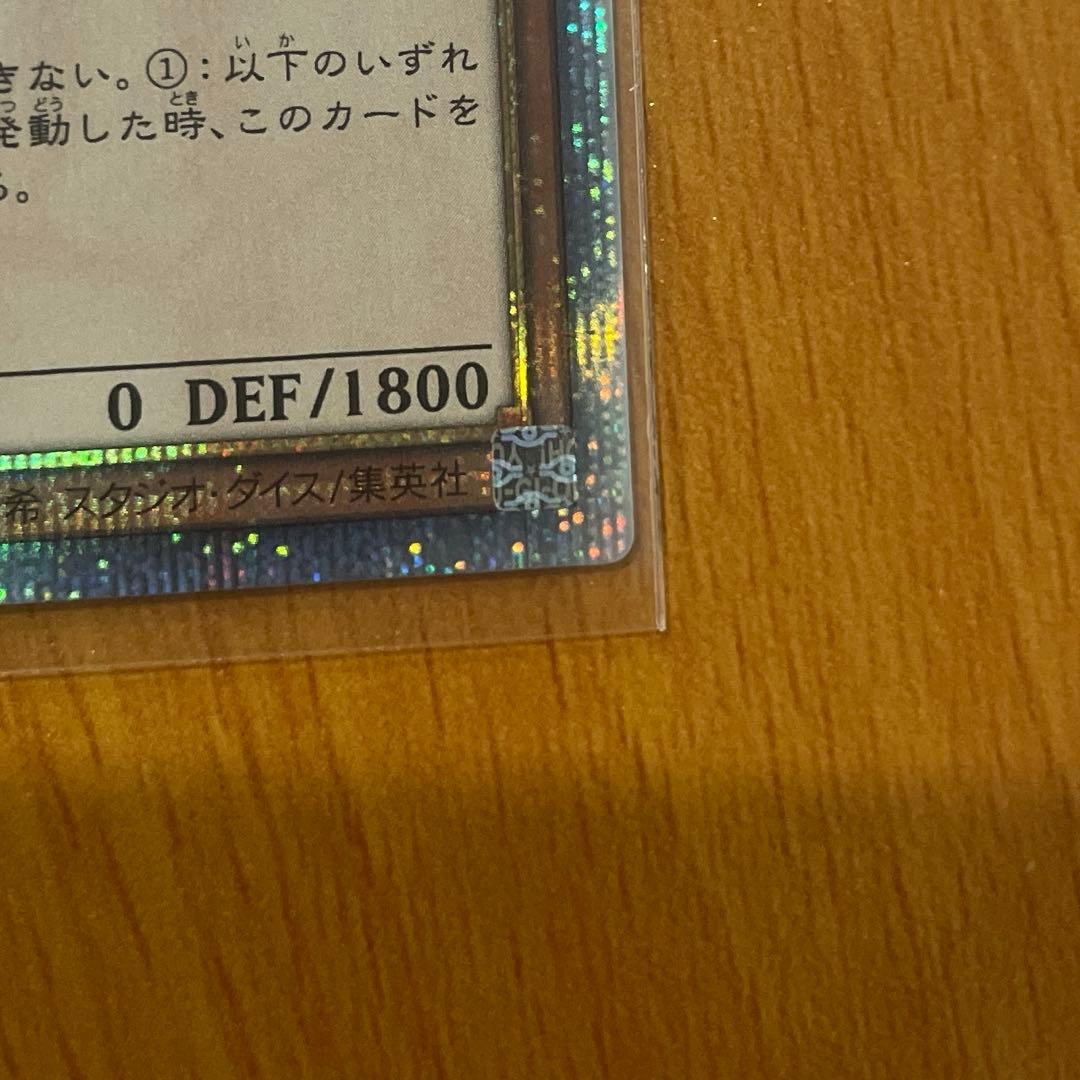 きない。①：以下のいずれ
発動した時、このカードを
る。
0 DEF/1800
希 スタジオ・ダイス/集英社